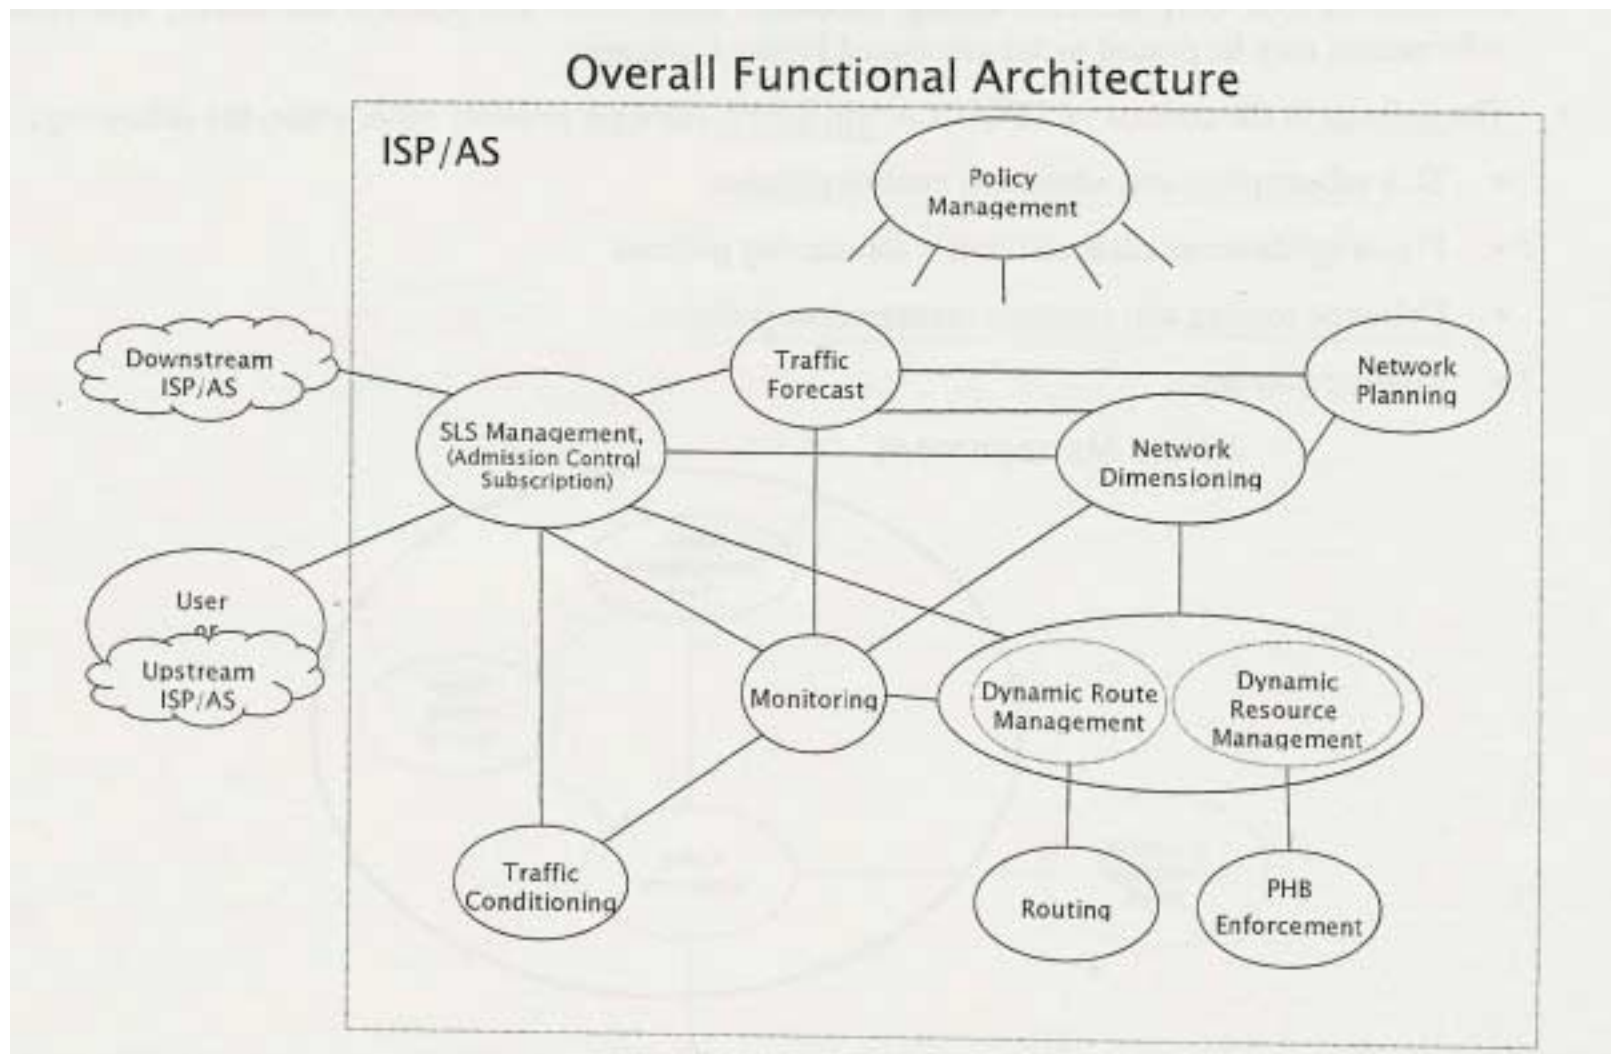 Overall Functional Architecture
ISP/AS
Policy
Management
Downstream
ISP/AS
Traffic
Forecast
Network
Planning
SLS Management,
(Admission Control
Subscription)
Network
Dimensioning
User
or
Upstream
ISP/AS
Monitoring
Dynamic Route
Management
Dynamic
Resource
Management
Traffic
Conditioning
Routing
PHB
Enforcement